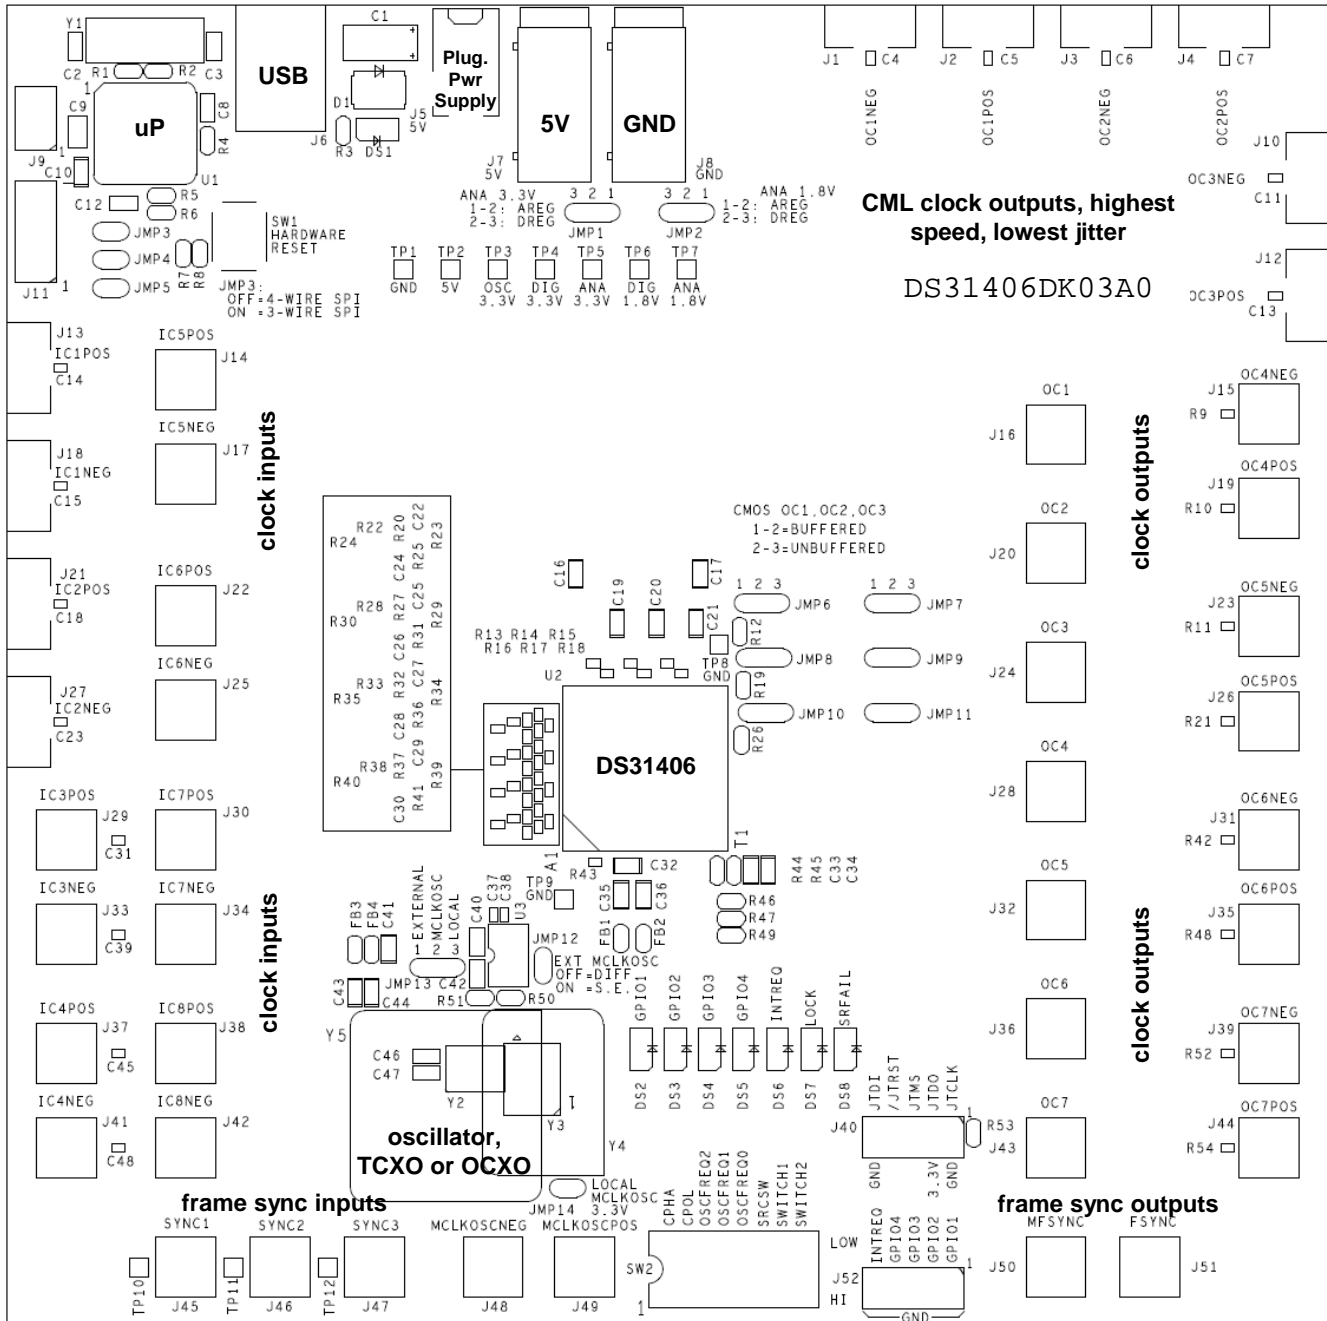 Y1
C2
R1
R2
C3
1
uP
C8
R4
U1
C9
J9
1
C10
C12
R5
R6
JMP3
JMP4
JMP5
R7
R8
J11
1
USB
J6
C1
D1
R3
DS1
J5
5V
Plug.
Pwr
Supply
5V
GND
J7
5V
J8
GND
SW1
HARDWARE
RESET
JMP3:
OFF=4-WIRE SPI
ON =3-WIRE SPI
ANA 3.3V
1-2: AREG
2-3: DREG
3 2 1
JMP1
3 2 1
JMP2
ANA 1.8V
1-2: AREG
2-3: DREG
TP1
GND
TP2
5V
TP3
OSC
3.3V
TP4
DIG
3.3V
TP5
ANA
3.3V
TP6
DIG
1.8V
TP7
ANA
1.8V
J1
C4
OC1NEG
J2
C5
OC1POS
J3
C6
OC2NEG
J4
C7
OC2POS
J10
OC3NEG
C11
J12
OC3POS
C13
CML clock outputs, highest
speed, lowest jitter
DS31406DK03A0
J13
IC1POS
C14
IC5POS
J14
J18
IC1NEG
C15
IC5NEG
J17
clock inputs
J21
IC2POS
C18
IC6POS
J22
J27
IC2NEG
C23
IC6NEG
J25
R24
R22
R20
C22
R23
C24
R25
R30
R28
R27
C25
R29
C26
R31
R35
R33
R32
C27
R34
C28
R36
R40
R38
R37
C29
R39
C30
R41
CMOS OC1,OC2,OC3
1-2=BUFFERED
2-3=UNBUFFERED
C16
C17
C19
C20
C21
1 2 3
JMP6
1 2 3
JMP7
R12
TP8
GND
JMP8
JMP9
R19
JMP10
JMP11
R26
R13 R14 R15
R16 R17 R18
U2
DS31406
A1
T1
R43
C32
C35
C36
FB1
FB2
R44
R45
C33
C34
R46
R47
R49
OC1
J16
OC2
J20
OC3
J24
OC4
J28
OC5
J32
OC6
J36
OC7
J43
clock outputs
OC4NEG
J15
R9
OC4POS
J19
R10
OC5NEG
J23
R11
OC5POS
J26
R21
OC6NEG
J31
R42
OC6POS
J35
R48
clock outputs
OC7NEG
J39
R52
OC7POS
J44
R54
IC3POS
J29
C31
IC7POS
J30
IC3NEG
J33
C39
IC7NEG
J34
clock inputs
IC4POS
J37
C45
IC8POS
J38
IC4NEG
J41
C48
IC8NEG
J42
FB3
FB4
C41
EXTERNAL
MCLKOSC
LOCAL
1 2 3
JMP13
C40
C37
C38
U3
C42
TP9
GND
JMP12
EXT MCLKOSC
OFF=DIFF
ON =S.E.
R51
R50
C43
C44
Y5
C46
C47
Y2
1
Y3
Y4
oscillator,
TCXO or OCXO
JMP14
LOCAL
MCLKOSC
3.3V
GPIO1
GPIO2
GPIO3
GPIO4
INTREQ
LOCK
SRFAIL
DS2
DS3
DS4
DS5
DS6
DS7
DS8
JTDI
/JTRST
JTMS
JTDO
JTCLK
1
J40
R53
GND
3.3V
GND
frame sync inputs
SYNC1
TP10
J45
SYNC2
TP11
J46
SYNC3
TP12
J47
MCLKOSCNEG
J48
MCLKOSCPOS
J49
CPHA
CPOL
OSCFREQ2
OSCFREQ1
OSCFREQ0
SRCSW
SWITCH1
SWITCH2
SW2
1
LOW
HI
INTREQ
GPIO4
GPIO3
GPIO2
GPIO1
J52
1
GND
frame sync outputs
MFSYNC
J50
FSYNC
J51